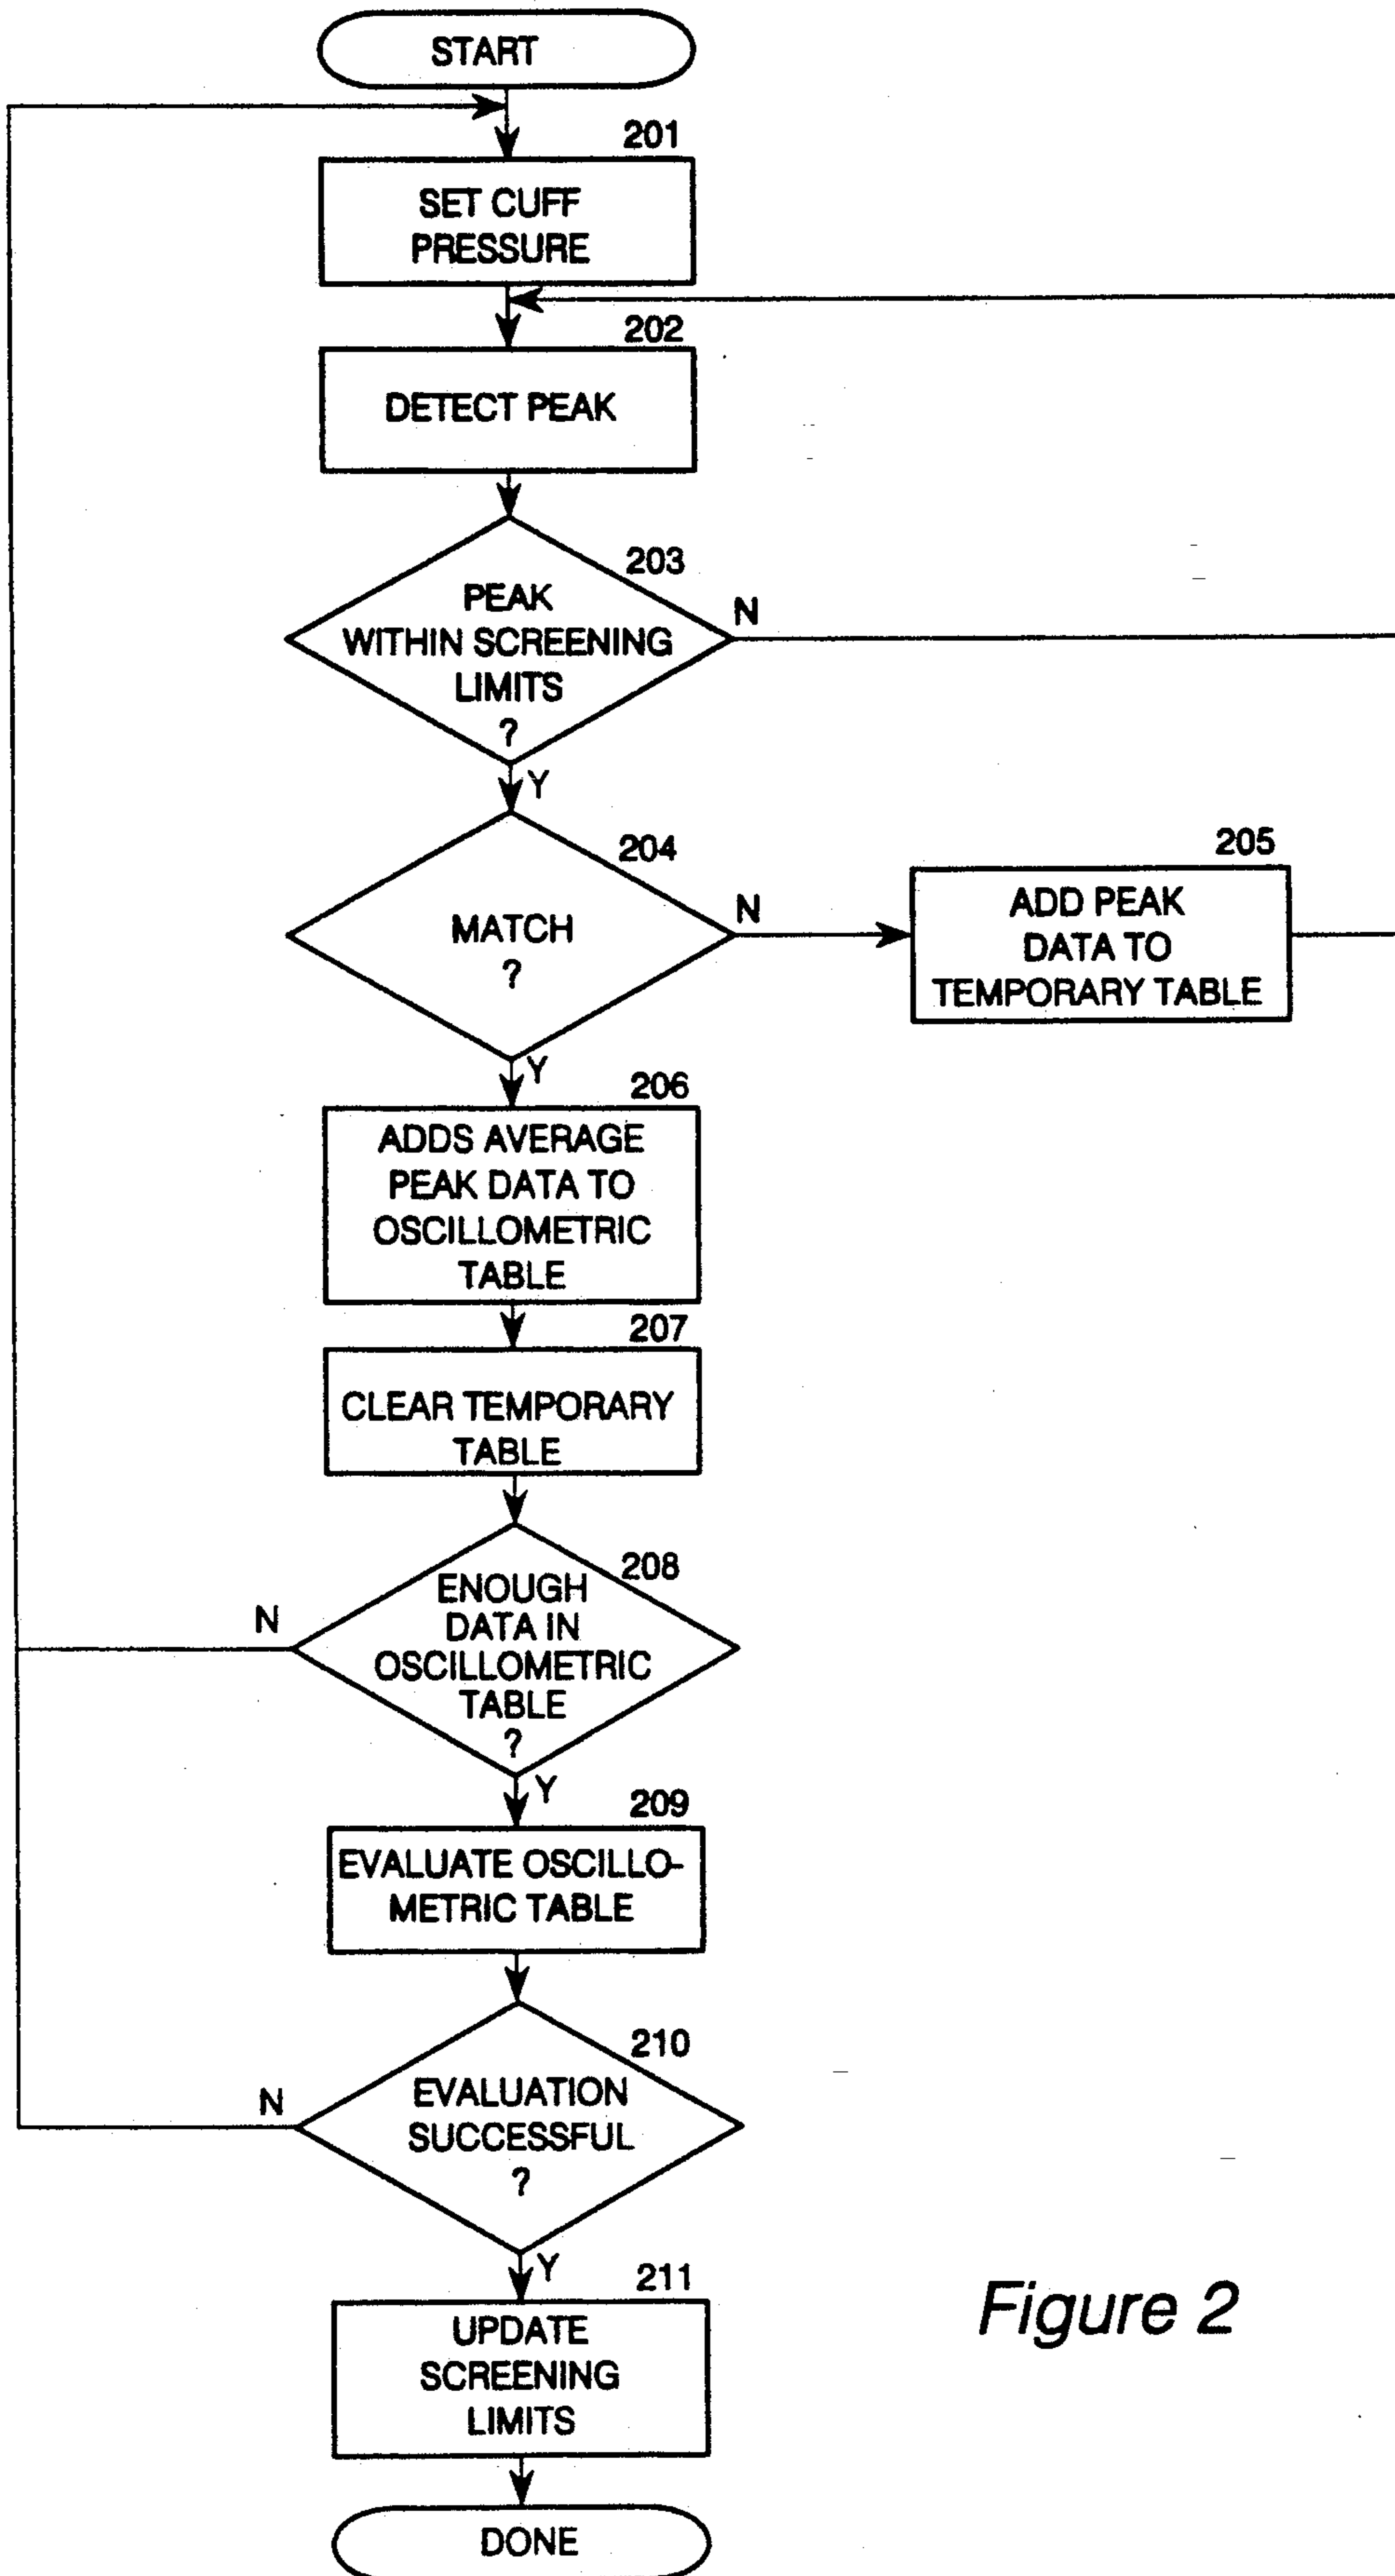 START
201
SET CUFF
PRESSURE
202
DETECT PEAK
203
PEAK
WITHIN SCREENING
LIMITS
?
N
Y
204
MATCH
?
N
205
ADD PEAK
DATA TO
TEMPORARY TABLE
Y
206
ADDS AVERAGE
PEAK DATA TO
OSCILLOMETRIC
TABLE
207
CLEAR TEMPORARY
TABLE
208
ENOUGH
DATA IN
OSCILLOMETRIC
TABLE
?
N
Y
209
EVALUATE OSCILLO-
METRIC TABLE
210
EVALUATION
SUCCESSFUL
?
N
Y
211
UPDATE
SCREENING
LIMITS
DONE
Figure 2